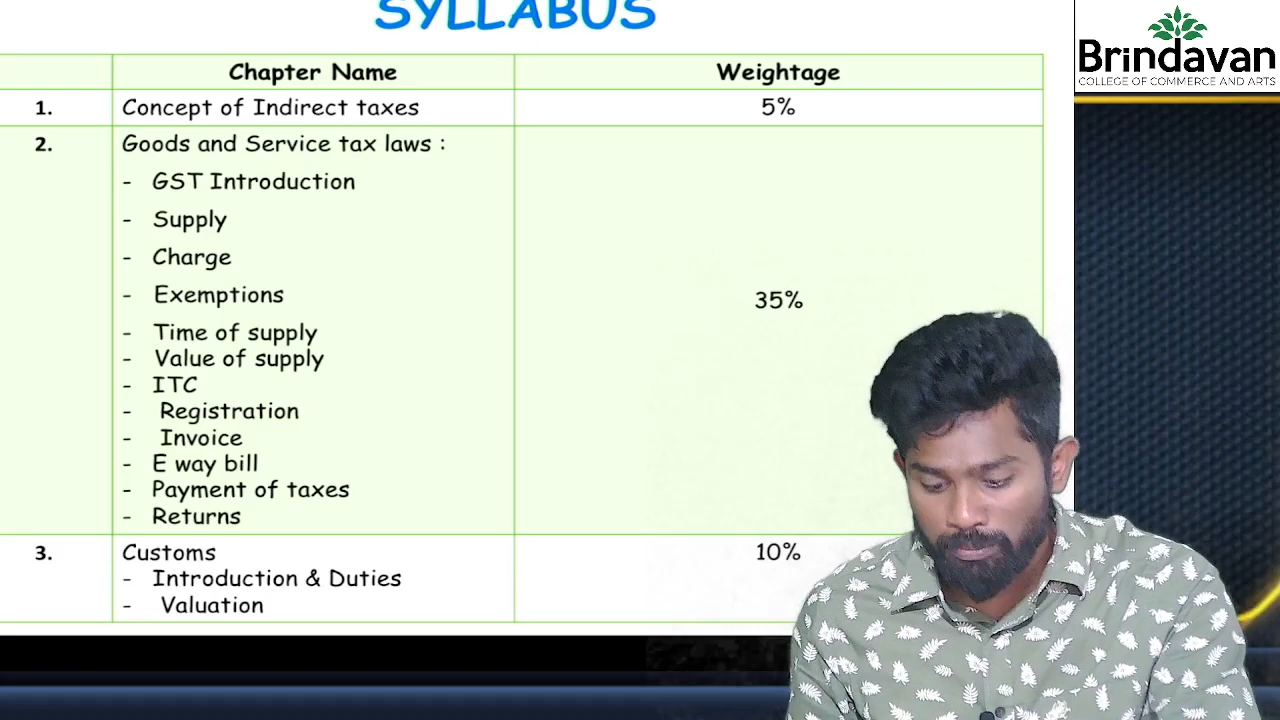 SYLLABUS
Brindavan
COLLEGE OF COMMERCE AND ARTS
Chapter Name Weightage
1. Concept of Indirect taxes 5%
2. Goods and Service tax laws :
- GST Introduction
- Supply
- Charge
- Exemptions
35%
- Time of supply
- Value of supply
- ITC
- Registration
- Invoice
- E way bill
- Payment of taxes
- Returns
3. Customs 10%
- Introduction & Duties
- Valuation